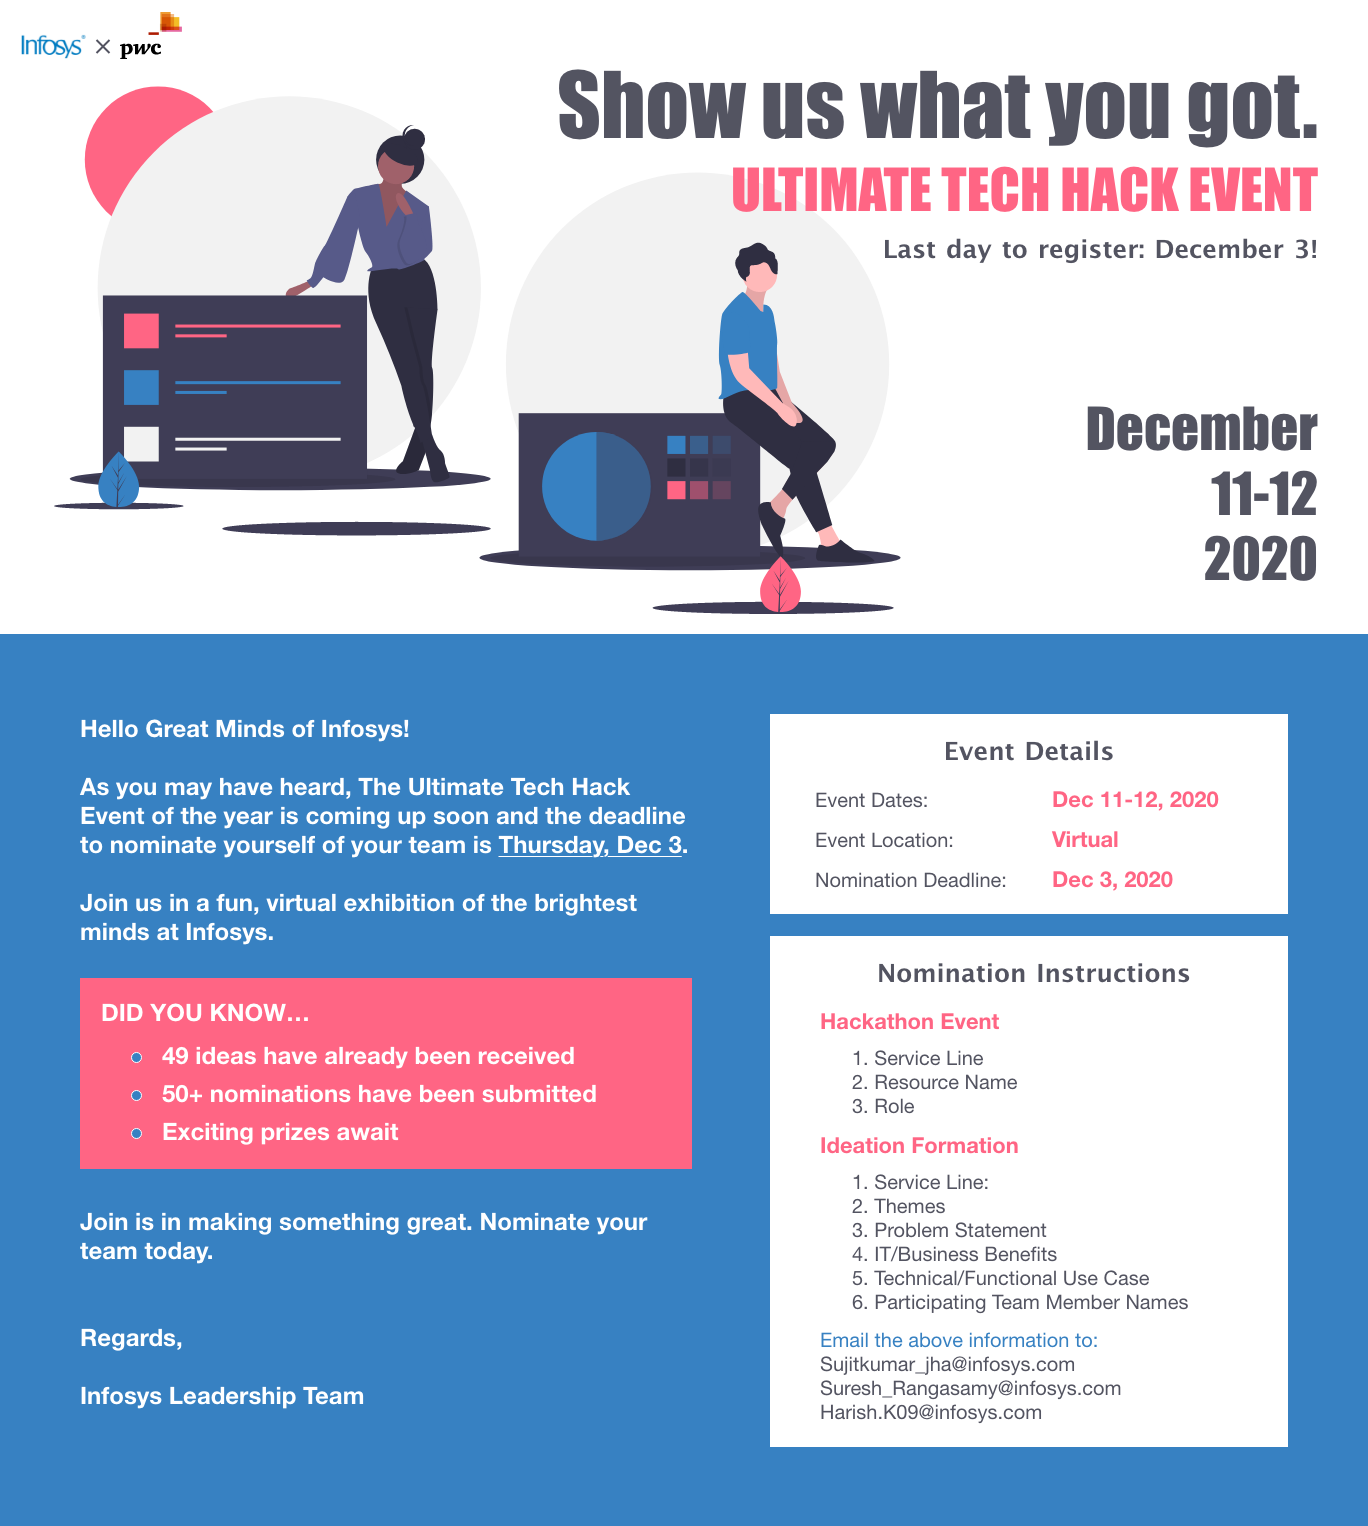 Infosys® × pwc
Show us what you got.
ULTIMATE TECH HACK EVENT
Last day to register: December 3!
December
11-12
2020
Hello Great Minds of Infosys!
As you may have heard, The Ultimate Tech Hack
Event of the year is coming up soon and the deadline
to nominate yourself of your team is Thursday, Dec 3.
Join us in a fun, virtual exhibition of the brightest
minds at Infosys.
DID YOU KNOW...
49 ideas have already been received
50+ nominations have been submitted
Exciting prizes await
Join is in making something great. Nominate your
team today.
Regards,
Infosys Leadership Team
Event Details
Event Dates: Dec 11-12, 2020
Event Location: Virtual
Nomination Deadline: Dec 3, 2020
Nomination Instructions
Hackathon Event
1. Service Line
2. Resource Name
3. Role
Ideation Formation
1. Service Line:
2. Themes
3. Problem Statement
4. IT/Business Benefits
5. Technical/Functional Use Case
6. Participating Team Member Names
Email the above information to:
Sujitkumar_jha@infosys.com
Suresh_Rangasamy@infosys.com
Harish.K09@infosys.com